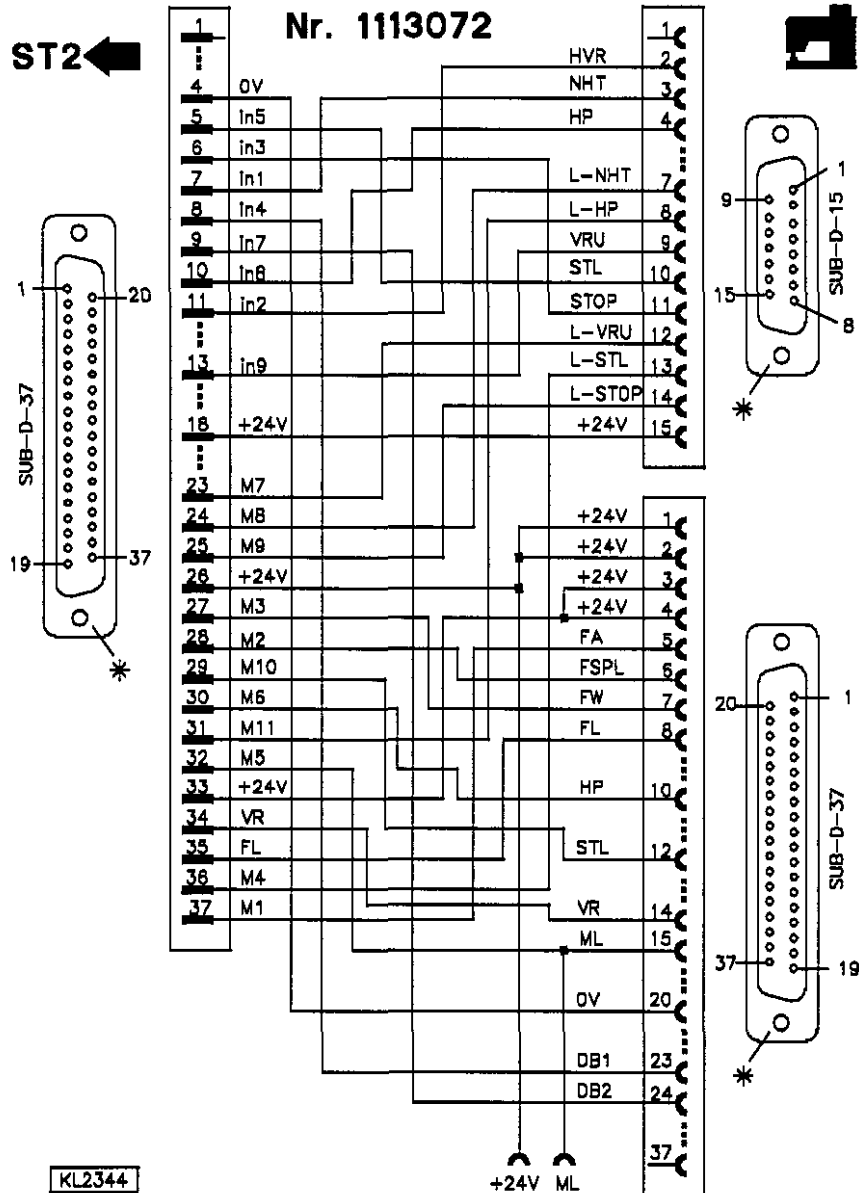 Nr. 1113072
ST2
1
4 0V
5 in5
6 in3
7 in1
8 in4
9 in7
10 in6
11 in2
13 in9
18 +24V
23 M7
24 M8
25 M9
26 +24V
27 M3
28 M2
29 M10
30 M6
31 M11
32 M5
33 +24V
34 VR
35 FL
36 M4
37 M1
1
HVR 2
NHT 3
HP 4
L-NHT 7
L-HP 8
VRU 9
STL 10
STOP 11
L-VRU 12
L-STL 13
L-STOP 14
+24V 15
+24V 1
+24V 2
+24V 3
+24V 4
FA 5
FSPL 6
FW 7
FL 8
HP 10
STL 12
VR 14
ML 15
0V 20
DB1 23
DB2 24
37
+24V ML
1 20
SUB-D-37
19 37
*
9 1
SUB-D-15
15 8
*
20 1
SUB-D-37
37 19
*
KL2344